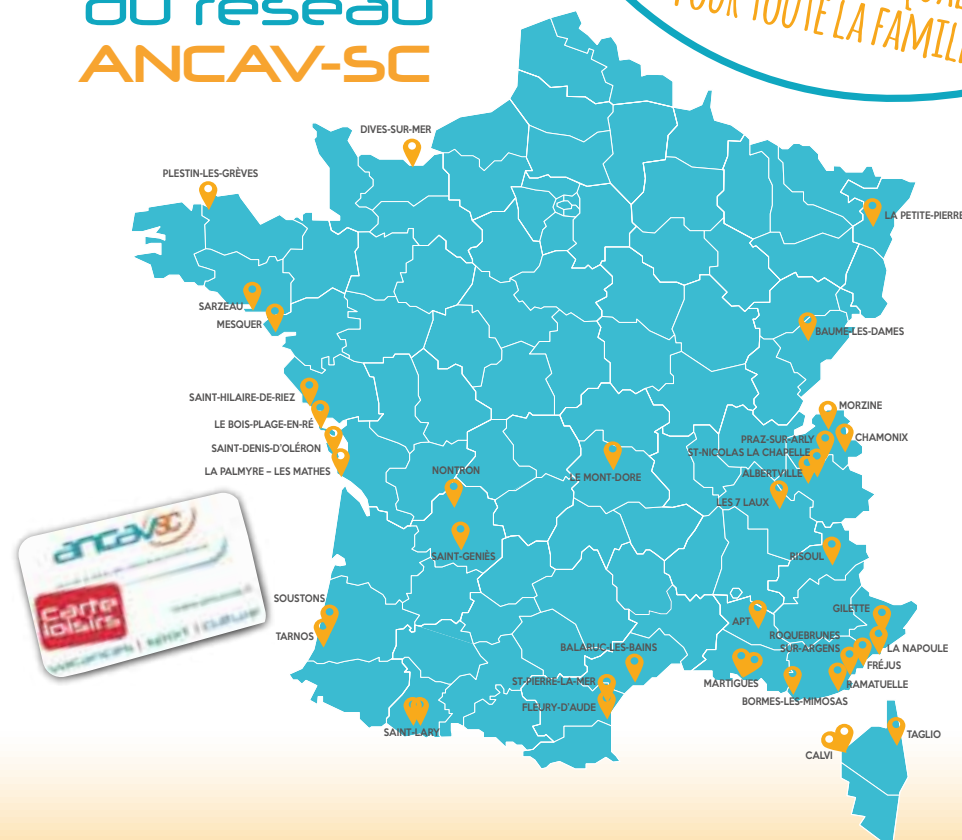 du réseau
ANCAV-SC
POUR TOUTE LA FAMIL
DIVES-SUR-MER
PLESTIN-LES-GRÈVES
LA PETITE-PIERRE
SARZEAU
MESQUER
BAUME-LES-DAMES
SAINT-HILAIRE-DE-RIEZ
LE BOIS-PLAGE-EN-RÉ
SAINT-DENIS-D'OLÉRON
LA PALMYRE – LES MATHES
MORZINE
PRAZ-SUR-ARLY
CHAMONIX
ST-NICOLAS LA CHAPELLE
ALBERTVILLE
NONTRON
LE MONT-DORE
LES 7 LAUX
SAINT-GENIÈS
RISOUL
ancavsc
carte
loisirs
vacances | sport | culture
SOUSTONS
TARNOS
APT
GILETTE
ROQUEBRUNES
SUR-ARGENS
LA NAPOULE
BALARUC-LES-BAINS
FRÉJUS
ST-PIERRE-LA-MER
MARTIGUES
RAMATUELLE
FLEURY-D'AUDE
BORMES-LES-MIMOSAS
SAINT-LARY
TAGLIO
CALVI